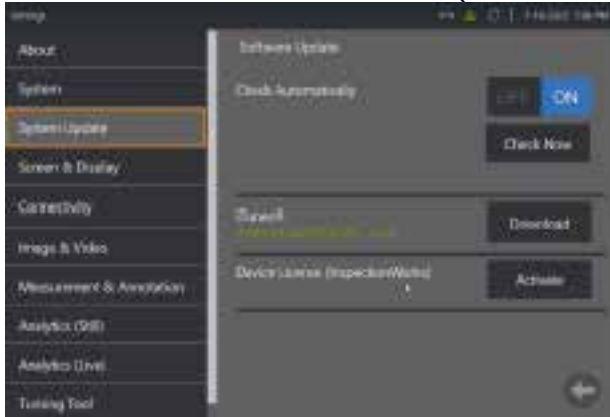 Settings
About
System
System Update
Screen & Display
Connectivity
Image & Video
Measurement & Annotation
Analytics (Still)
Analytics (Live)
Turning Tool
Software Update
Check Automatically
OFF ON
Check Now
Download
Device License (InspectionWorks)
Activate